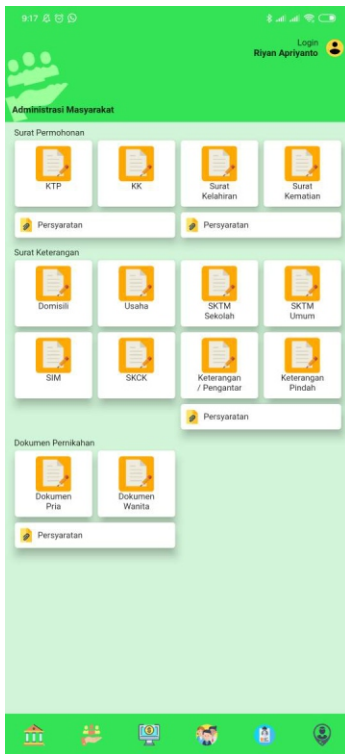 9:17
Login
Riyan Apriyanto
Administrasi Masyarakat
Surat Permohonan
KTP
KK
Surat
Kelahiran
Surat
Kematian
Persyaratan
Persyaratan
Surat Keterangan
Domisili
Usaha
SKTM
Sekolah
SKTM
Umum
SIM
SKCK
Keterangan
/ Pengantar
Keterangan
Pindah
Persyaratan
Dokumen Pernikahan
Dokumen
Pria
Dokumen
Wanita
Persyaratan